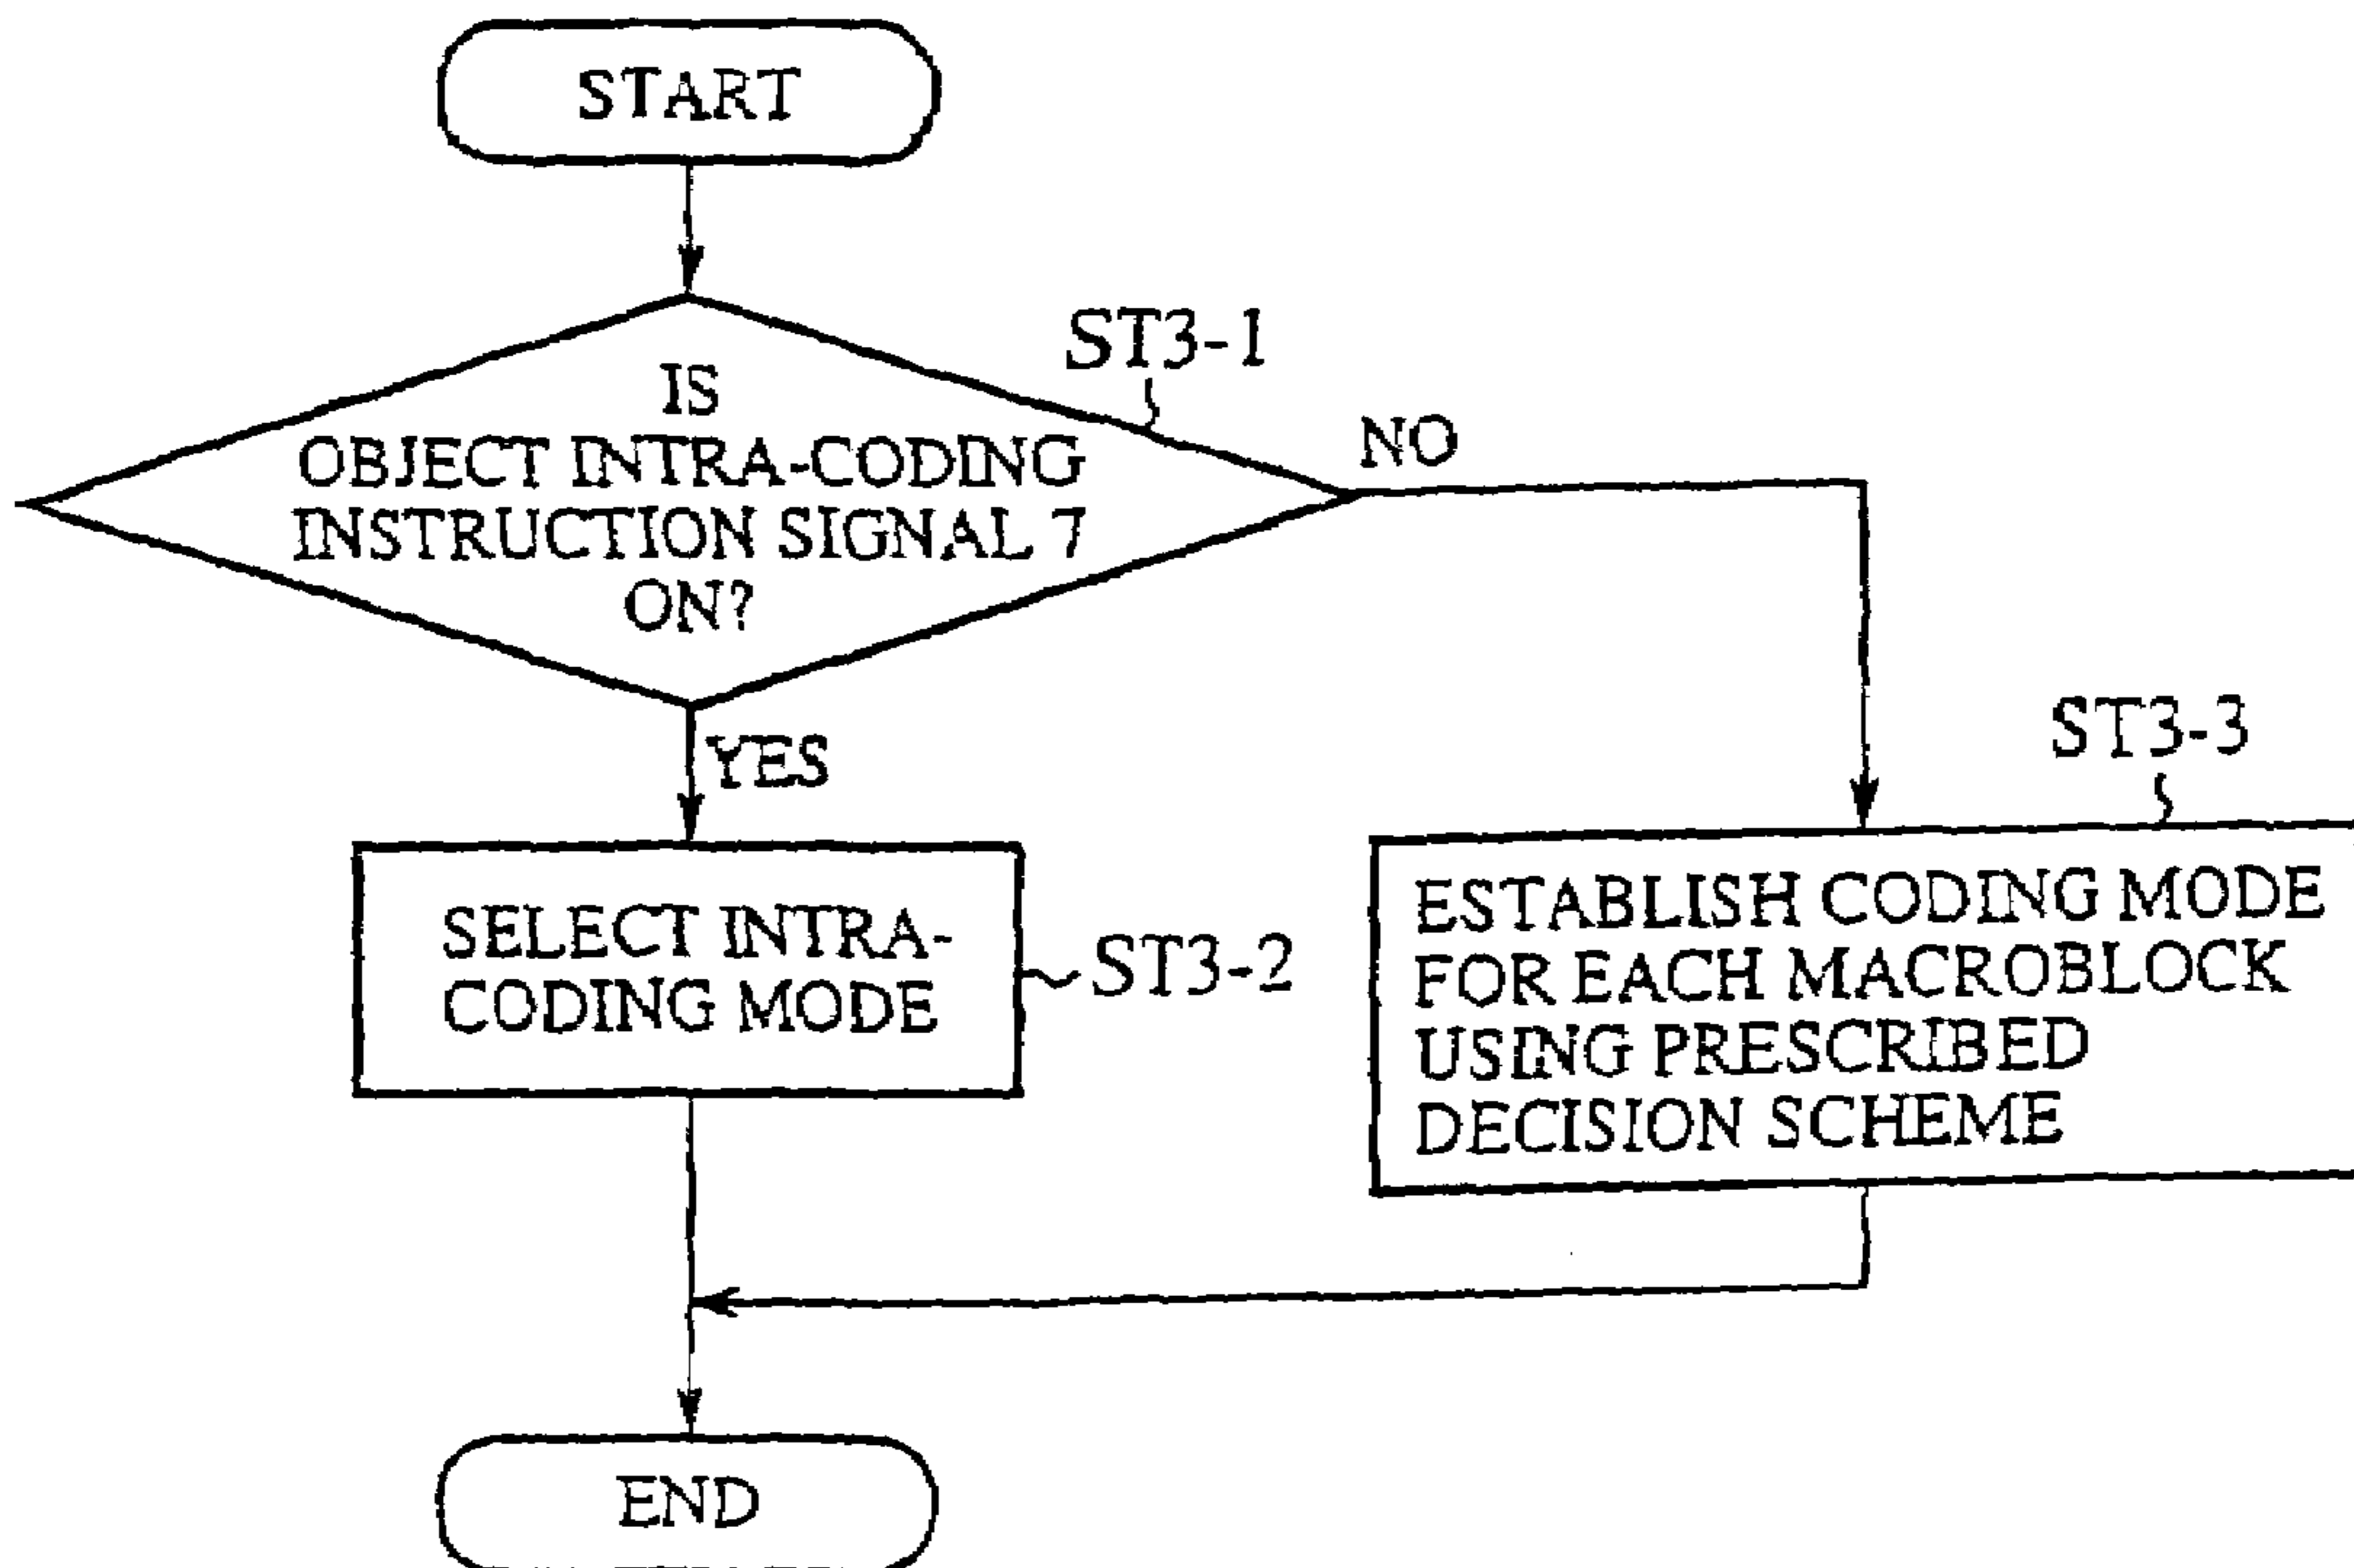 START
ST3-1
IS
OBJECT INTRA-CODING
INSTRUCTION SIGNAL 7
ON?
NO
YES
SELECT INTRA-
CODING MODE
ST3-2
ST3-3
ESTABLISH CODING MODE
FOR EACH MACROBLOCK
USING PRESCRIBED
DECISION SCHEME
END